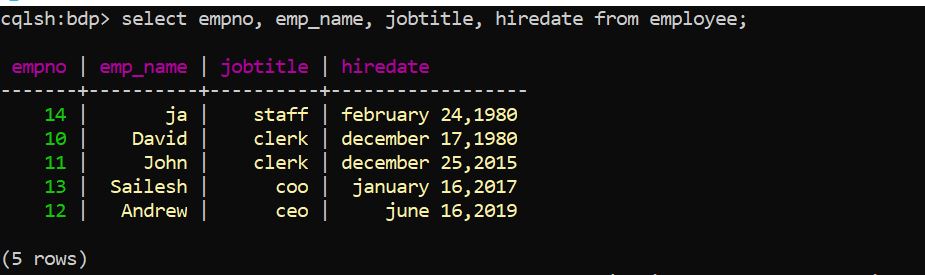 cqlsh:bdp> select empno, emp_name, jobtitle, hiredate from employee;
empno | emp_name | jobtitle | hiredate
-------+----------+----------+------------------
14 | ja | staff | february 24,1980
10 | David | clerk | december 17,1980
11 | John | clerk | december 25,2015
13 | Sailesh | coo | january 16,2017
12 | Andrew | ceo | june 16,2019
(5 rows)